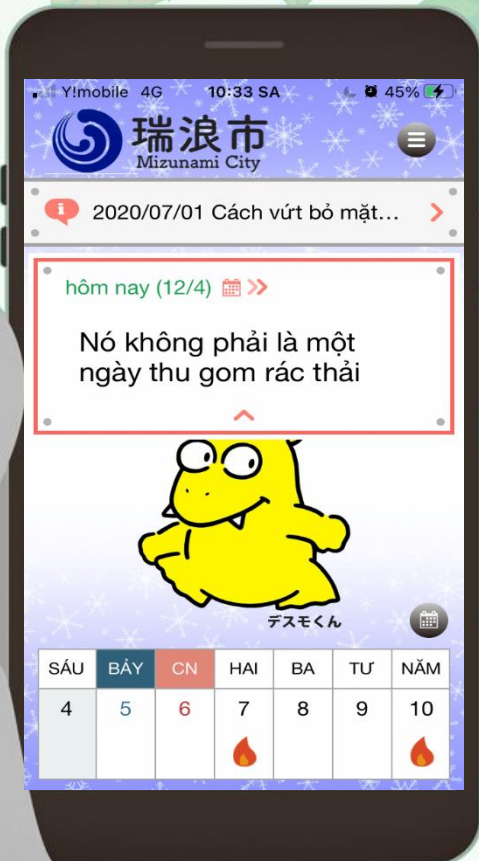 Y!mobile 4G 10:33 SA 45%
瑞浪市
Mizunami City
2020/07/01 Cách vứt bỏ mặt...
hôm nay (12/4)
Nó không phải là một
ngày thu gom rác thải
デスモくん
SÁU BẢY CN HAI BA TƯ NĂM
4 5 6 7 8 9 10